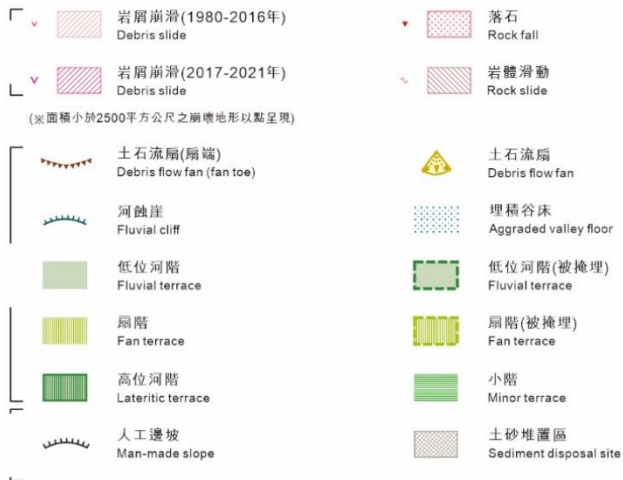 岩屑崩滑(1980-2016年)
Debris slide
落石
Rock fall
岩屑崩滑(2017-2021年)
Debris slide
岩體滑動
Rock slide
(※面積小於2500平方公尺之崩壞地形以點呈現)
土石流扇(扇端)
Debris flow fan (fan toe)
土石流扇
Debris flow fan
河蝕崖
Fluvial cliff
埋積谷床
Aggraded valley floor
低位河階
Fluvial terrace
低位河階(被掩埋)
Fluvial terrace
扇階
Fan terrace
扇階(被掩埋)
Fan terrace
高位河階
Lateritic terrace
小階
Minor terrace
人工邊坡
Man-made slope
土砂堆置區
Sediment disposal site